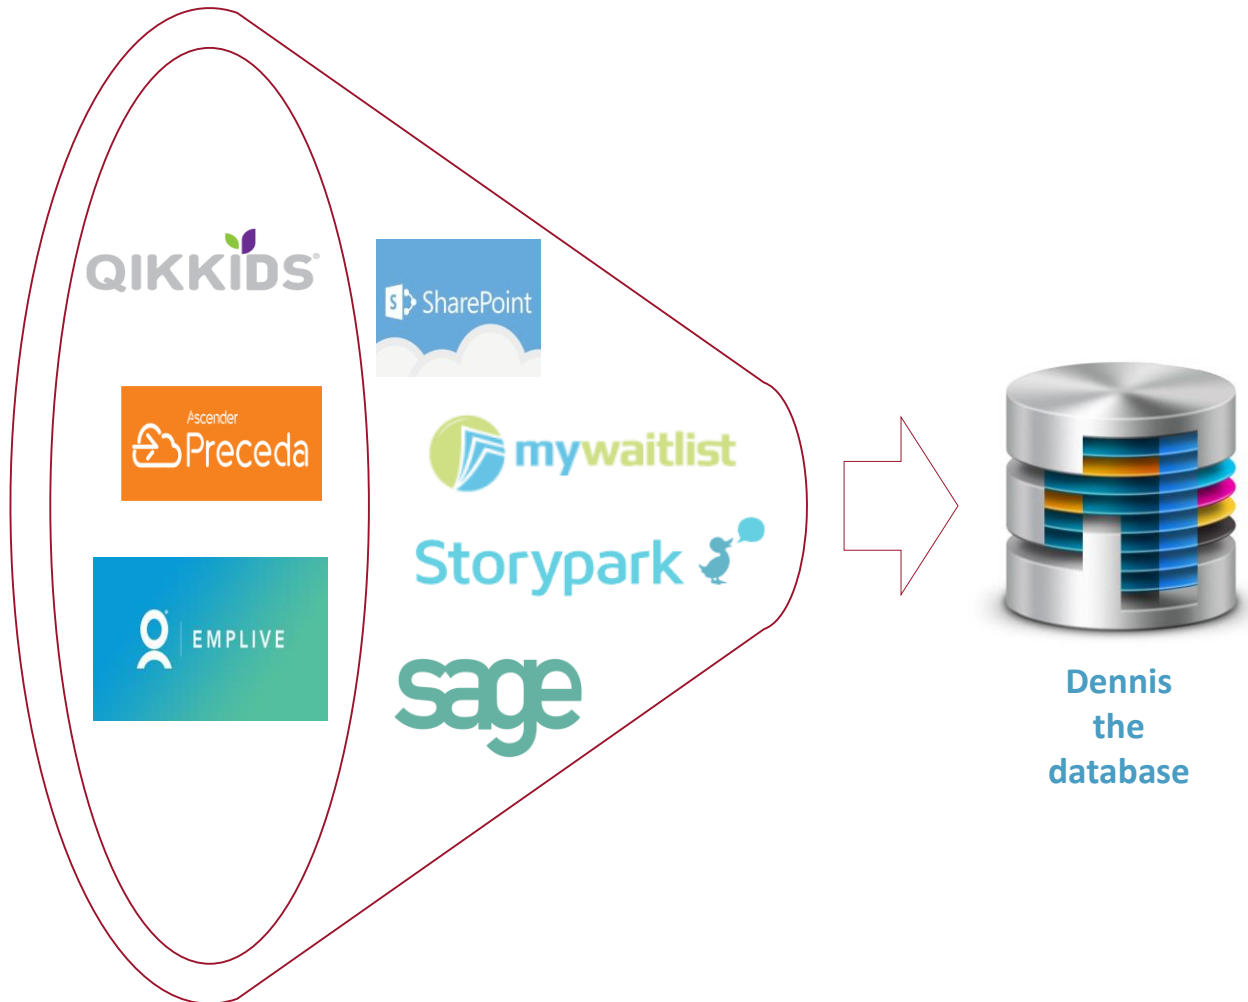 QIKKIDS®
S SharePoint
Ascender
Preceda
mywaitlist
Storypark
EMPLIVE
sage
Dennis
the
database